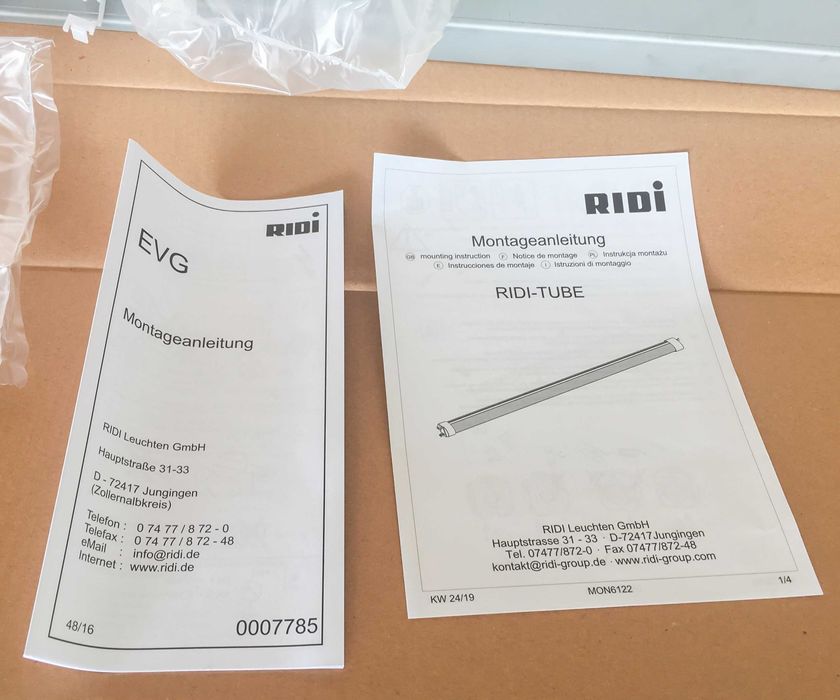 RIDI
EVG
Montageanleitung
RIDI Leuchten GmbH
Hauptstraße 31-33
D - 72417 Jungingen
(Zollernalbkreis)
Telefon : 0 74 77 / 8 72 - 0
Telefax : 0 74 77 / 8 72 - 48
eMail : info@ridi.de
Internet : www.ridi.de
48/16 0007785
RIDI
Montageanleitung
GB mounting instruction F Notice de montage PL Instrukcja montażu
E Instrucciones de montaje I Istruzioni di montaggio
RIDI-TUBE
RIDI Leuchten GmbH
Hauptstrasse 31 - 33 · D-72417 Jungingen
Tel. 07477/872-0 · Fax 07477/872-48
kontakt@ridi-group.de · www.ridi-group.com
KW 24/19 MON6122 1/4